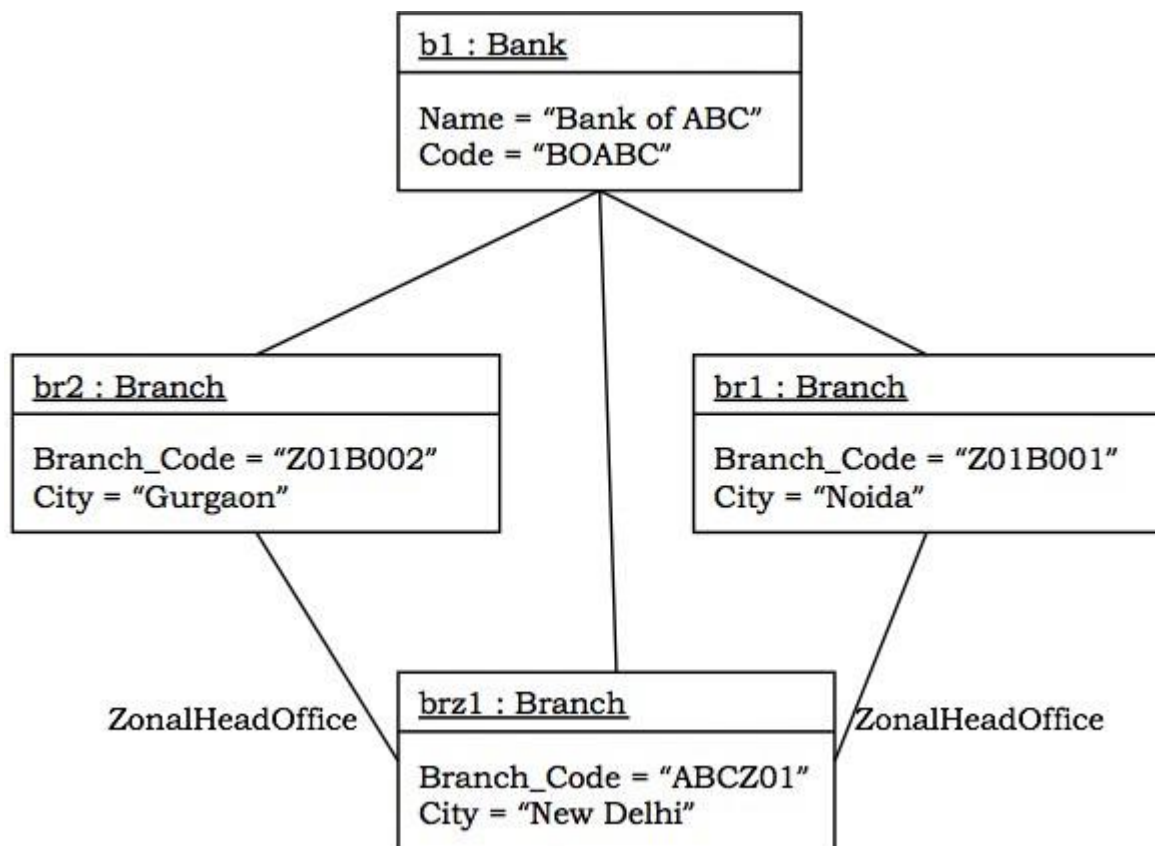 b1 : Bank
Name = “Bank of ABC”
Code = “BOABC”
br2 : Branch
Branch_Code = “Z01B002”
City = “Gurgaon”
br1 : Branch
Branch_Code = “Z01B001”
City = “Noida”
ZonalHeadOffice
ZonalHeadOffice
brz1 : Branch
Branch_Code = “ABCZ01”
City = “New Delhi”